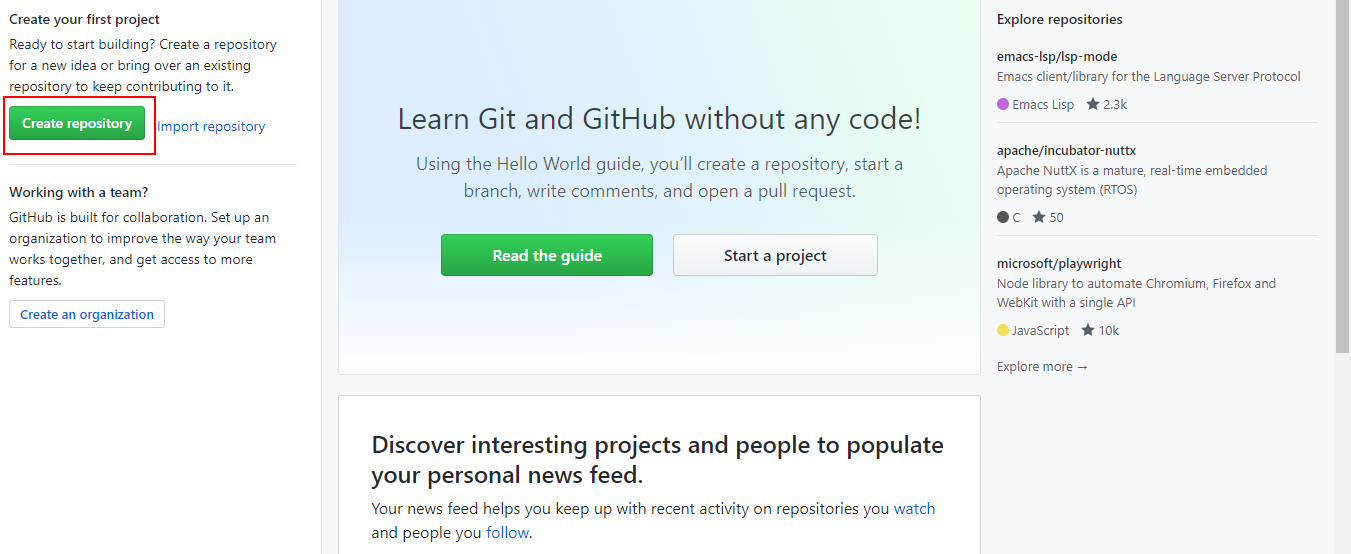 Create your first project
Ready to start building? Create a repository
for a new idea or bring over an existing
repository to keep contributing to it.
Create repository
Import repository
Working with a team?
GitHub is built for collaboration. Set up an
organization to improve the way your team
works together, and get access to more
features.
Create an organization
Learn Git and GitHub without any code!
Using the Hello World guide, you’ll create a repository, start a
branch, write comments, and open a pull request.
Read the guide
Start a project
Discover interesting projects and people to populate
your personal news feed.
Your news feed helps you keep up with recent activity on repositories you watch
and people you follow.
Explore repositories
emacs-lsp/lsp-mode
Emacs client/library for the Language Server Protocol
Emacs Lisp 2.3k
apache/incubator-nuttx
Apache NuttX is a mature, real-time embedded
operating system (RTOS)
C 50
microsoft/playwright
Node library to automate Chromium, Firefox and
WebKit with a single API
JavaScript 10k
Explore more →